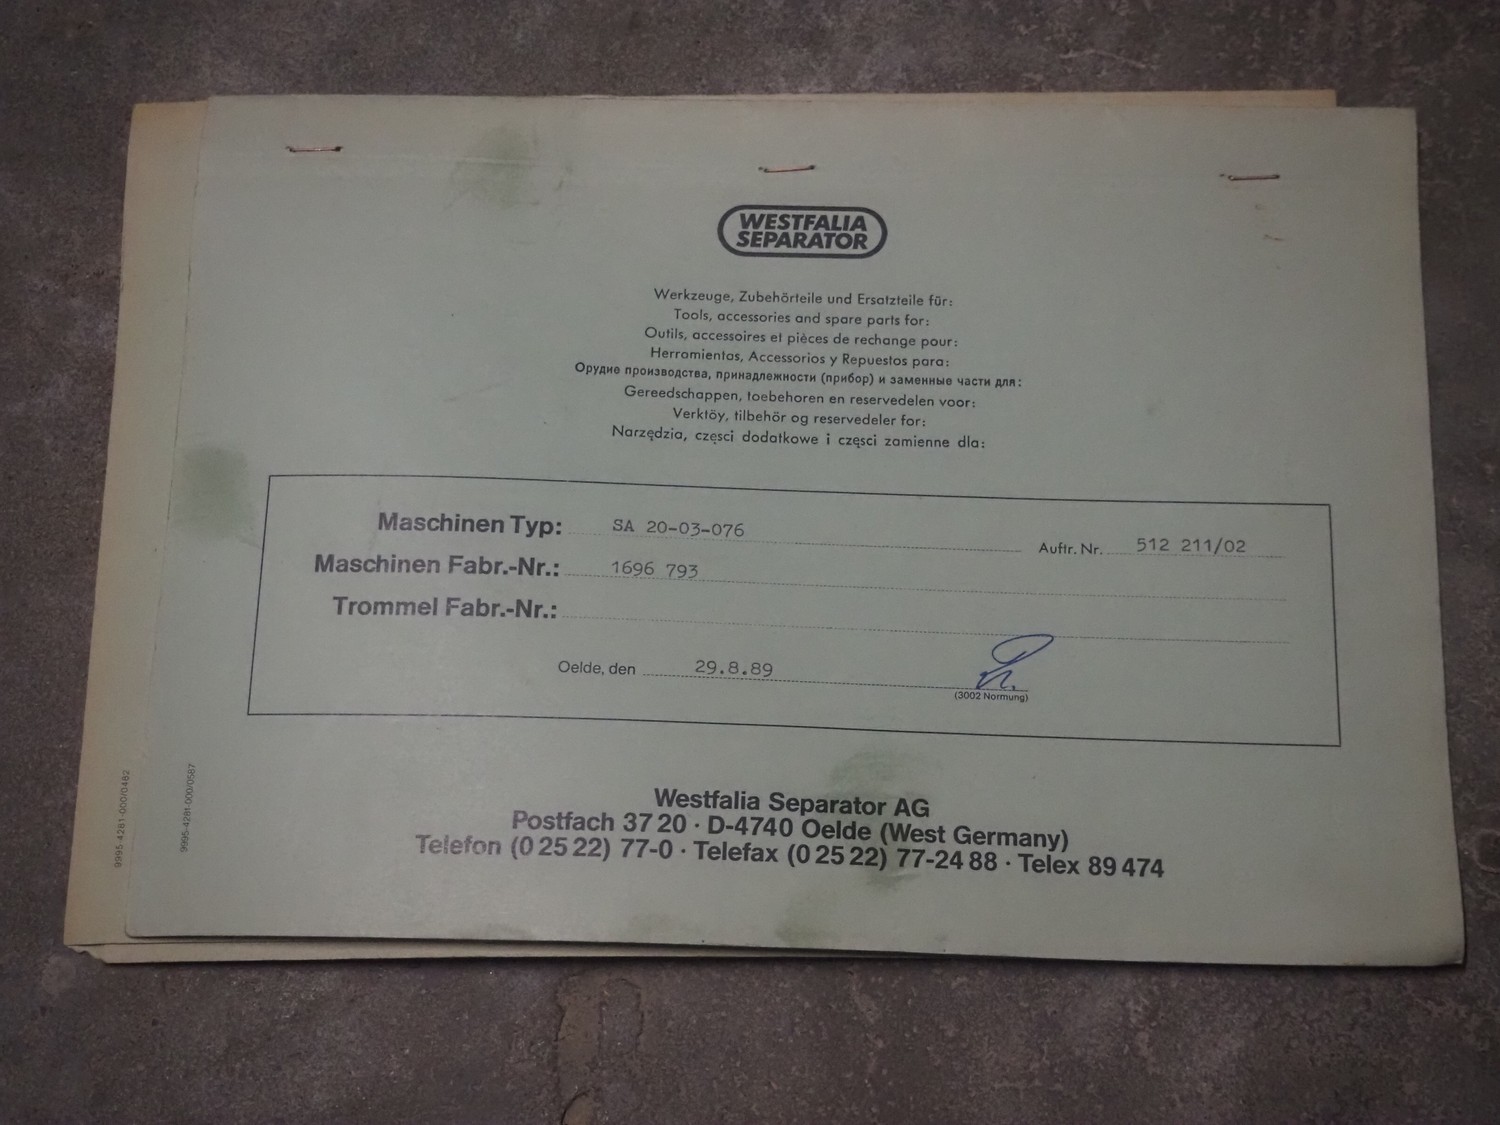 WESTFALIA
SEPARATOR
Werkzeuge, Zubehörteile und Ersatzteile für:
Tools, accessories and spare parts for:
Outils, accessoires et pièces de rechange pour:
Herramientas, Accessorios y Repuestos para:
Орудие производства, принадлежности (прибор) и заменные части для:
Gereedschappen, toebehoren en reservedelen voor:
Verktöy, tilbehör og reservedeler for:
Narzędzia, częsci dodatkowe i częsci zamienne dla:
Maschinen Typ: SA 20-03-076 Auftr. Nr. 512 211/02
Maschinen Fabr.-Nr.: 1696 793
Trommel Fabr.-Nr.:
Oelde, den 29.8.89
(3002 Normung)
Westfalia Separator AG
Postfach 37 20 · D-4740 Oelde (West Germany)
Telefon (0 25 22) 77-0 · Telefax (0 25 22) 77-24 88 · Telex 89 474
9995-4281-000/0482
9995-4281-000/0587